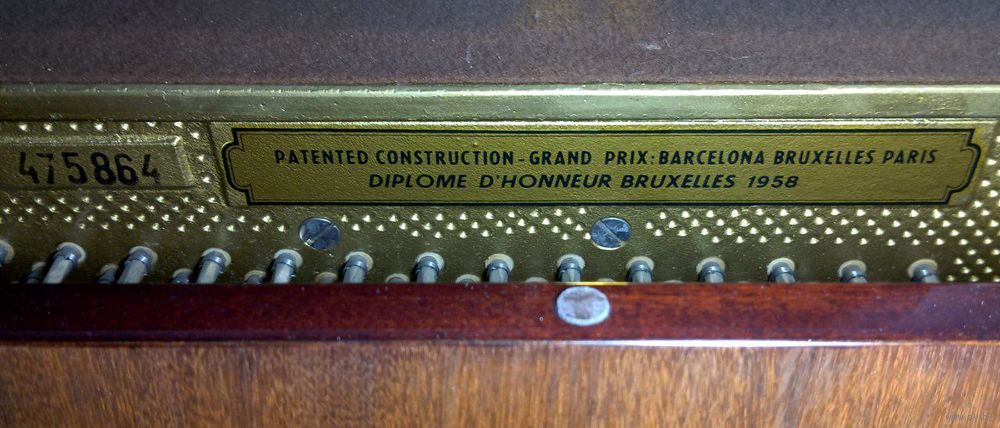 475864
PATENTED CONSTRUCTION-GRAND PRIX: BARCELONA BRUXELLES PARIS
DIPLOME D'HONNEUR BRUXELLES 1958